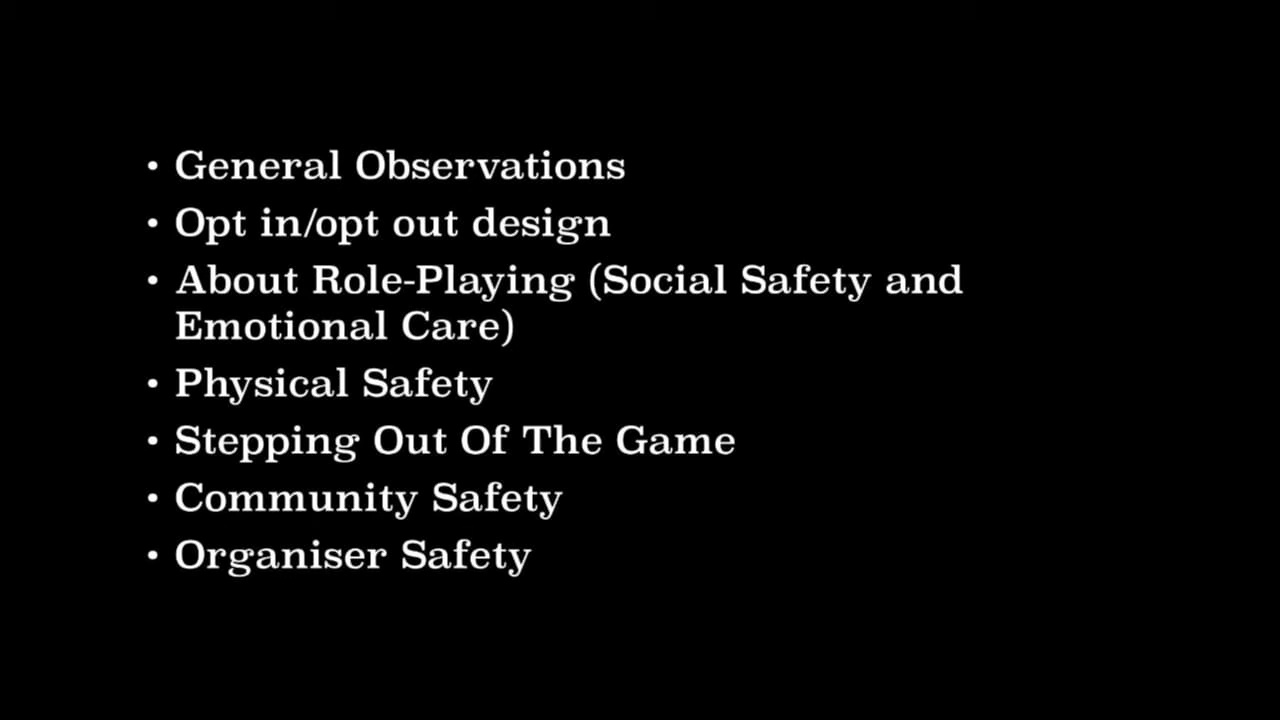 • General Observations
• Opt in/opt out design
• About Role-Playing (Social Safety and
Emotional Care)
• Physical Safety
• Stepping Out Of The Game
• Community Safety
• Organiser Safety